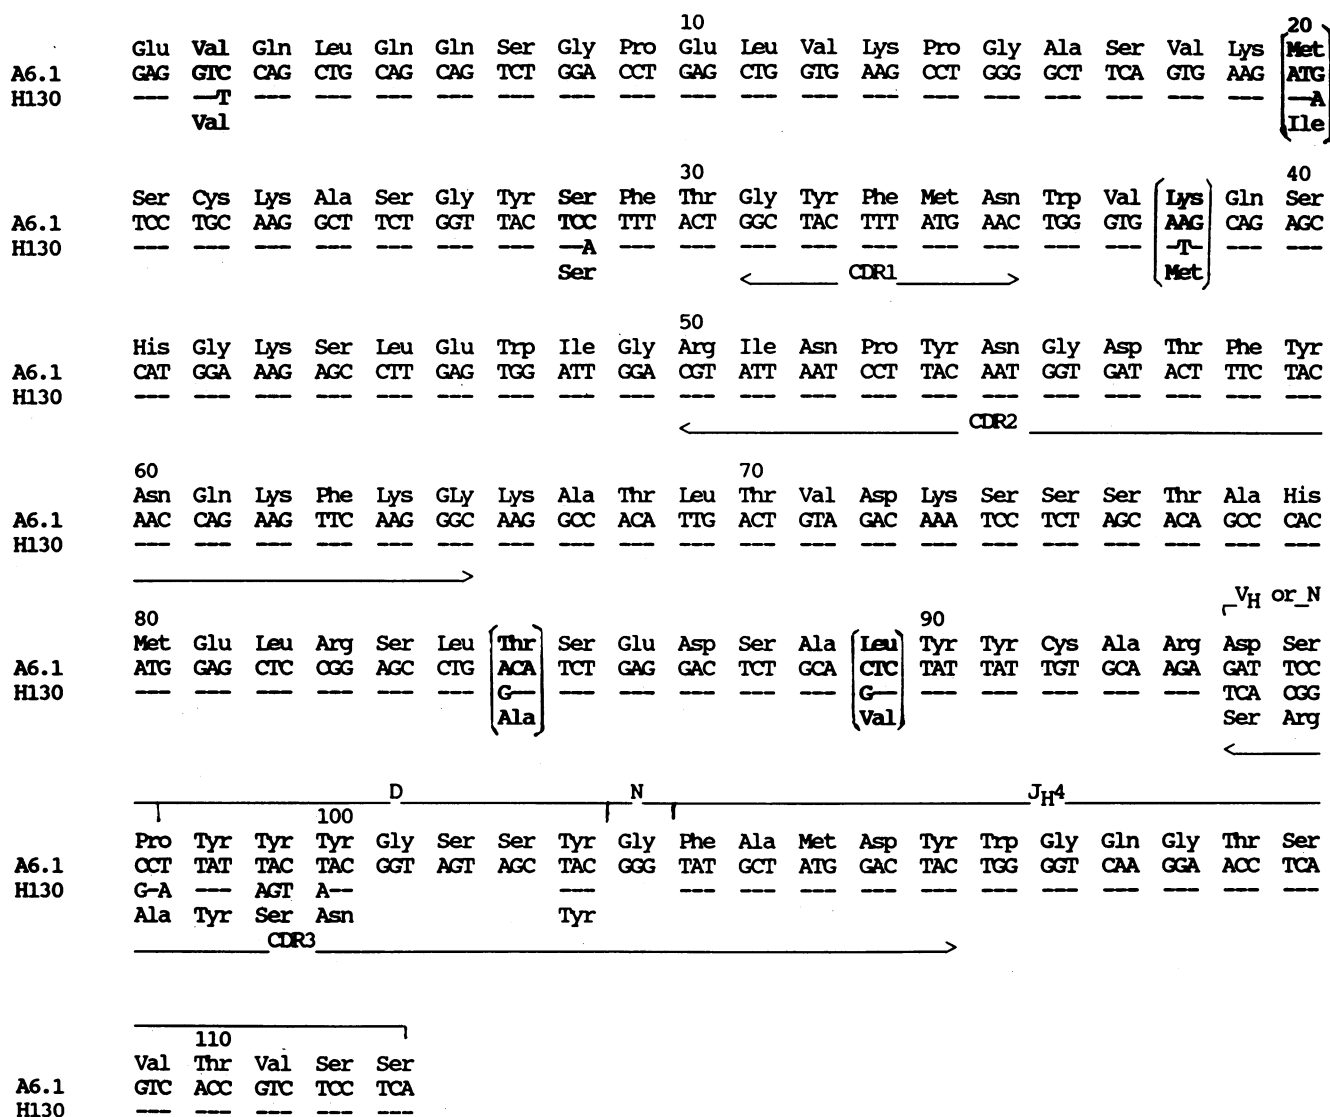 10 20
Glu Val Gln Leu Gln Gln Ser Gly Pro Glu Leu Val Lys Pro Gly Ala Ser Val Lys Met
A6.1 GAG GTC CAG CTG CAG CAG TCT GGA CCT GAG CTG GTG AAG CCT GGG GCT TCA GTG AAG ATG
H130 --- --T --- --- --- --- --- --- --- --- --- --- --- --- --- --- --- --- --- --A
Val Ile
30 40
Ser Cys Lys Ala Ser Gly Tyr Ser Phe Thr Gly Tyr Phe Met Asn Trp Val Lys Gln Ser
A6.1 TCC TGC AAG GCT TCT GGT TAC TCC TTT ACT GGC TAC TTT ATG AAC TGG GTG AAG CAG AGC
H130 --- --- --- --- --- --- --- --A --- --- --- --- --- --- --- --- --- -T- --- ---
Ser CDR1 Met
50
His Gly Lys Ser Leu Glu Trp Ile Gly Arg Ile Asn Pro Tyr Asn Gly Asp Thr Phe Tyr
A6.1 CAT GGA AAG AGC CTT GAG TGG ATT GGA CGT ATT AAT CCT TAC AAT GGT GAT ACT TTC TAC
H130 --- --- --- --- --- --- --- --- --- --- --- --- --- --- --- --- --- --- --- ---
CDR2
60 70
Asn Gln Lys Phe Lys GLy Lys Ala Thr Leu Thr Val Asp Lys Ser Ser Ser Thr Ala His
A6.1 AAC CAG AAG TTC AAG GGC AAG GCC ACA TTG ACT GTA GAC AAA TCC TCT AGC ACA GCC CAC
H130 --- --- --- --- --- --- --- --- --- --- --- --- --- --- --- --- --- --- --- ---
VH or N
80 90
Met Glu Leu Arg Ser Leu Thr Ser Glu Asp Ser Ala Leu Tyr Tyr Cys Ala Arg Asp Ser
A6.1 ATG GAG CTC CGG AGC CTG ACA TCT GAG GAC TCT GCA CTC TAT TAT TGT GCA AGA GAT TCC
H130 --- --- --- --- --- --- G-- --- --- --- --- --- G-- --- --- --- --- --- TCA CGG
Ala Val Ser Arg
D N JH4
100
Pro Tyr Tyr Tyr Gly Ser Ser Tyr Gly Phe Ala Met Asp Tyr Trp Gly Gln Gly Thr Ser
A6.1 CCT TAT TAC TAC GGT AGT AGC TAC GGG TAT GCT ATG GAC TAC TGG GGT CAA GGA ACC TCA
H130 G-A --- AGT A-- --- --- --- --- --- --- --- --- --- --- --- --- ---
Ala Tyr Ser Asn Tyr
CDR3
110
Val Thr Val Ser Ser
A6.1 GTC ACC GTC TCC TCA
H130 --- --- --- --- ---